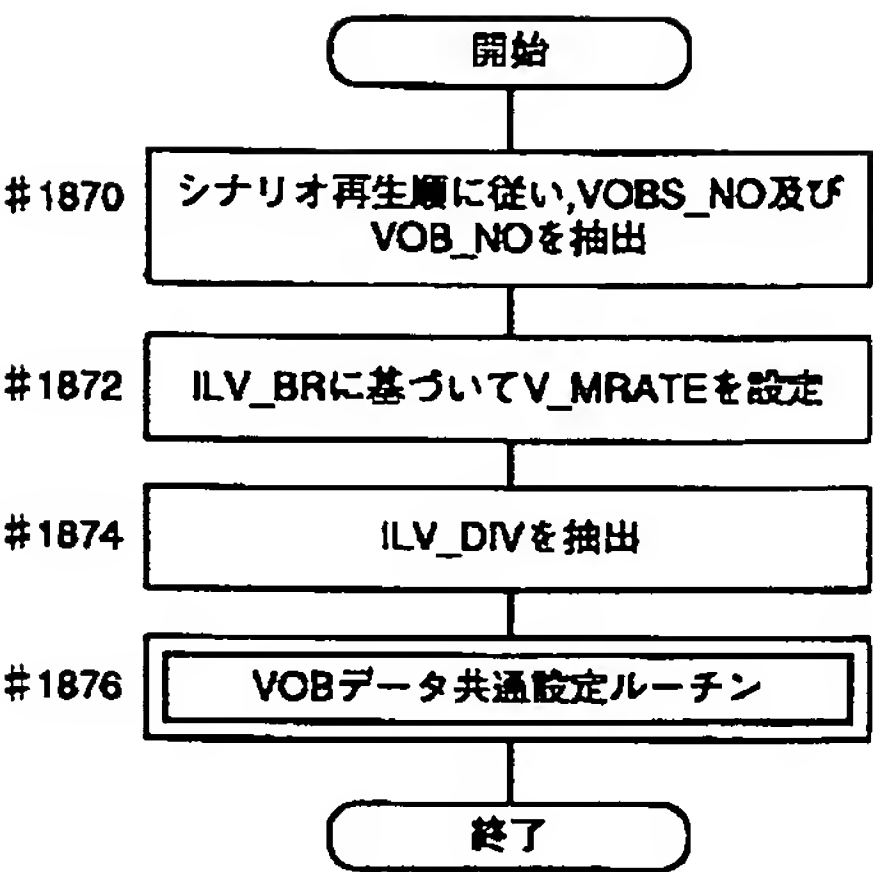 開始
#1870
シナリオ再生順に従い,VOBS_NO及び
VOB_NOを抽出
#1872
ILV_BRに基づいてV_MRATEを設定
#1874
ILV_DIVを抽出
#1876
VOBデータ共通設定ルーチン
終了